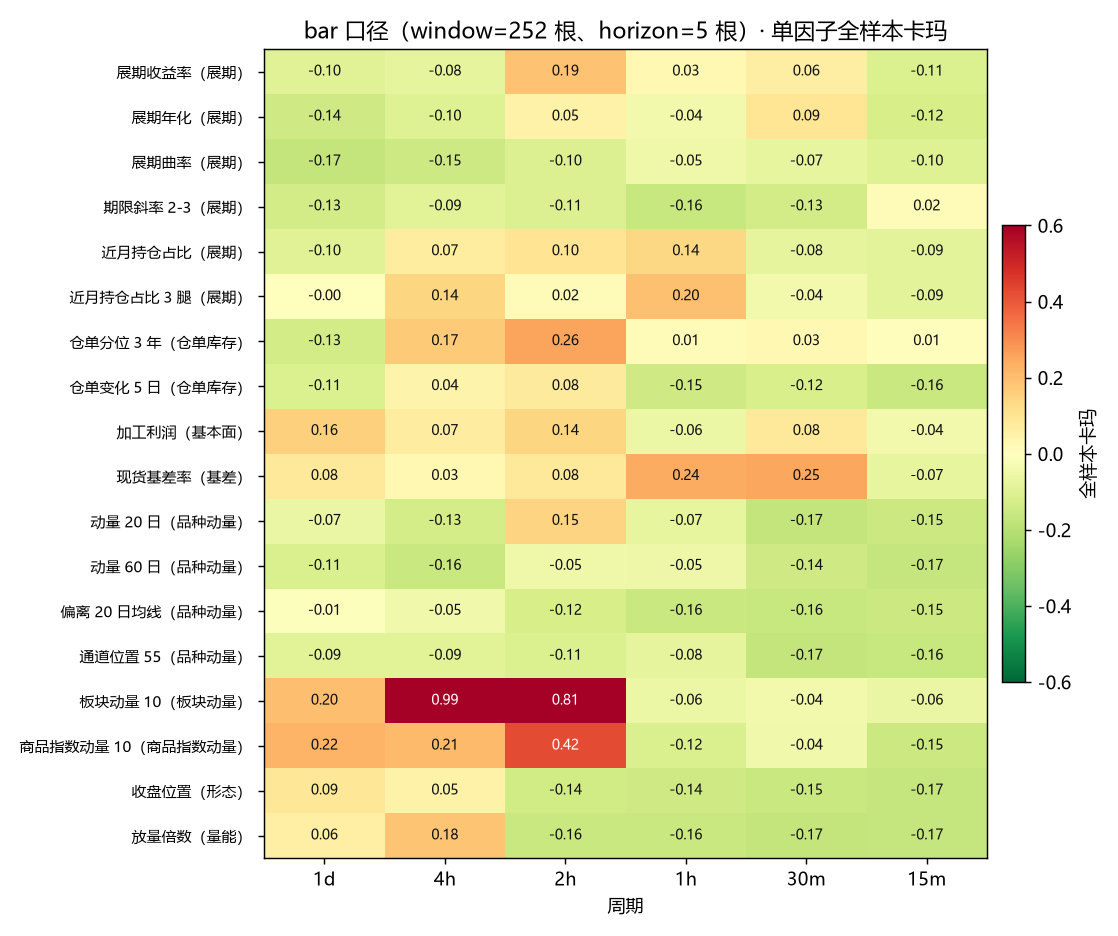 bar 口径（window=252 根、horizon=5 根）· 单因子全样本卡玛
展期收益率（展期） -0.10 -0.08 0.19 0.03 0.06 -0.11
展期年化（展期） -0.14 -0.10 0.05 -0.04 0.09 -0.12
展期曲率（展期） -0.17 -0.15 -0.10 -0.05 -0.07 -0.10
期限斜率 2-3（展期） -0.13 -0.09 -0.11 -0.16 -0.13 0.02
近月持仓占比（展期） -0.10 0.07 0.10 0.14 -0.08 -0.09
近月持仓占比 3 腿（展期） -0.00 0.14 0.02 0.20 -0.04 -0.09
仓单分位 3 年（仓单库存） -0.13 0.17 0.26 0.01 0.03 0.01
仓单变化 5 日（仓单库存） -0.11 0.04 0.08 -0.15 -0.12 -0.16
加工利润（基本面） 0.16 0.07 0.14 -0.06 0.08 -0.04
现货基差率（基差） 0.08 0.03 0.08 0.24 0.25 -0.07
动量 20 日（品种动量） -0.07 -0.13 0.15 -0.07 -0.17 -0.15
动量 60 日（品种动量） -0.11 -0.16 -0.05 -0.05 -0.14 -0.17
偏离 20 日均线（品种动量） -0.01 -0.05 -0.12 -0.16 -0.16 -0.15
通道位置 55（品种动量） -0.09 -0.09 -0.11 -0.08 -0.17 -0.16
板块动量 10（板块动量） 0.20 0.99 0.81 -0.06 -0.04 -0.06
商品指数动量 10（商品指数动量） 0.22 0.21 0.42 -0.12 -0.04 -0.15
收盘位置（形态） 0.09 0.05 -0.14 -0.14 -0.15 -0.17
放量倍数（量能） 0.06 0.18 -0.16 -0.16 -0.17 -0.17
1d 4h 2h 1h 30m 15m
周期
0.6
0.4
0.2
0.0
-0.2
-0.4
-0.6
全样本卡玛